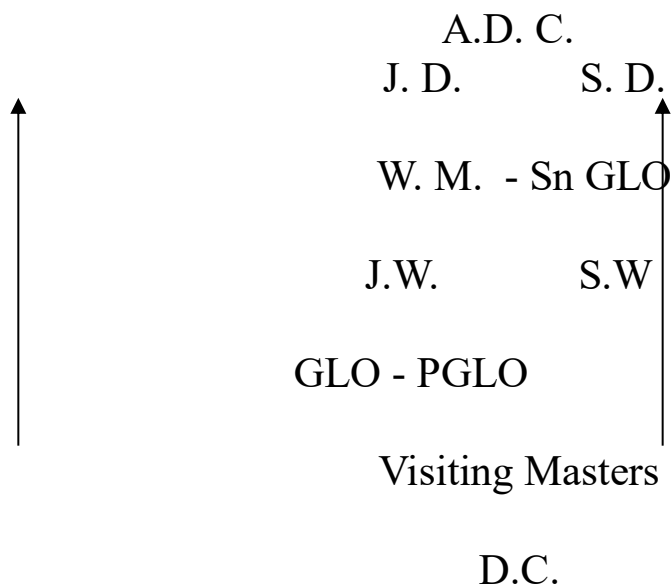 A.D. C.
J. D. S. D.
W. M. - Sn GLO
J.W. S.W
GLO - PGLO
Visiting Masters
D.C.